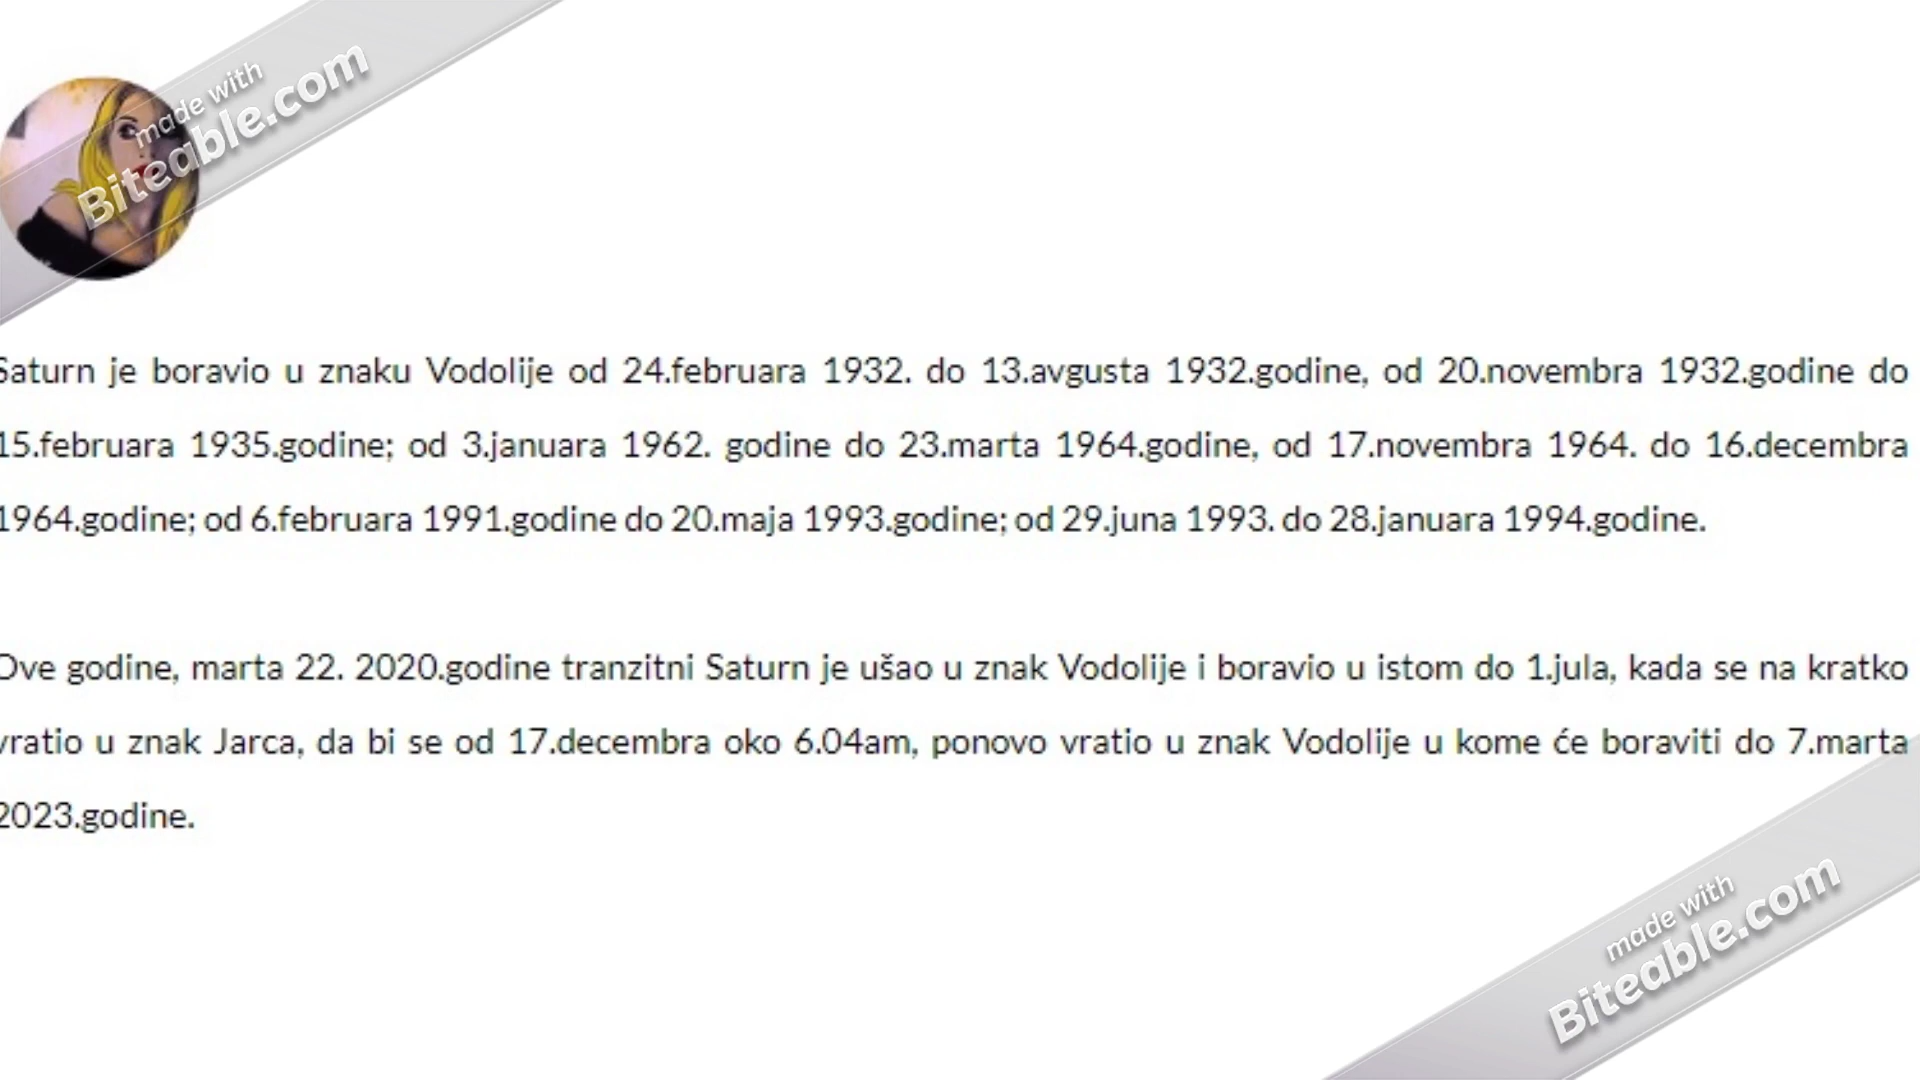 made with
Biteable.com
Saturn je boravio u znaku Vodolije od 24.februara 1932. do 13.avgusta 1932.godine, od 20.novembra 1932.godine do
15.februara 1935.godine; od 3.januara 1962. godine do 23.marta 1964.godine, od 17.novembra 1964. do 16.decembra
1964.godine; od 6.februara 1991.godine do 20.maja 1993.godine; od 29.juna 1993. do 28.januara 1994.godine.
Ove godine, marta 22. 2020.godine tranzitni Saturn je ušao u znak Vodolije i boravio u istom do 1.jula, kada se na kratko
vratio u znak Jarca, da bi se od 17.decembra oko 6.04am, ponovo vratio u znak Vodolije u kome će boraviti do 7.marta
2023.godine.
made with
Biteable.com